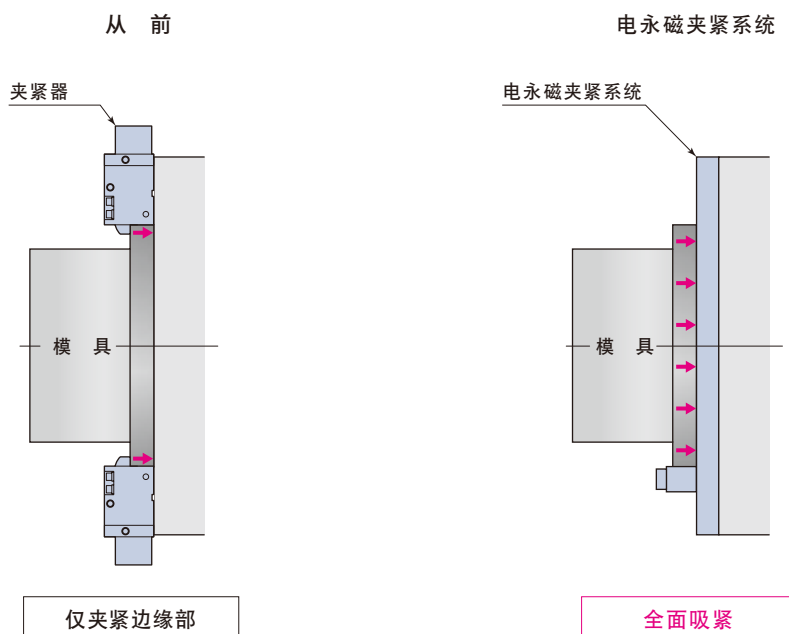 从 前
电永磁夹紧系统
夹紧器
电永磁夹紧系统
模 具
模 具
仅夹紧边缘部
全面吸紧